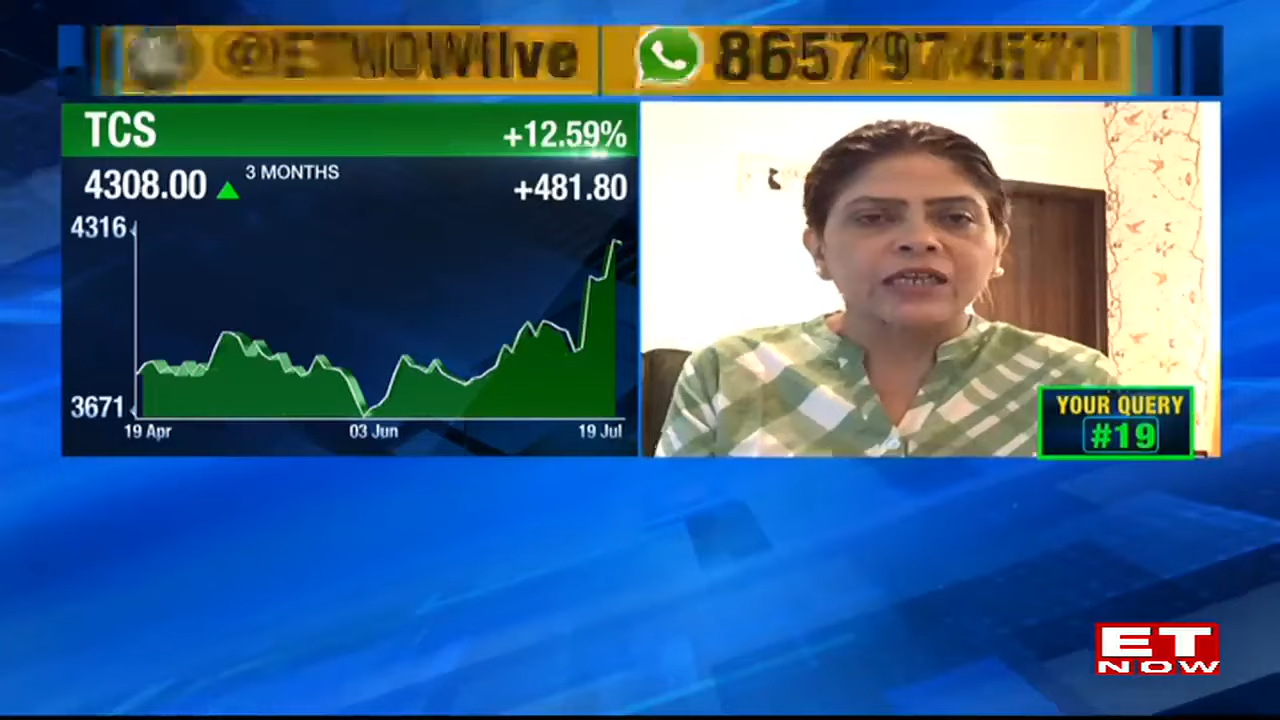 TCS
+12.59%
4308.00
3 MONTHS
+481.80
4316
3671
19 Apr
03 Jun
19 Jul
YOUR QUERY
#19
ET
NOW